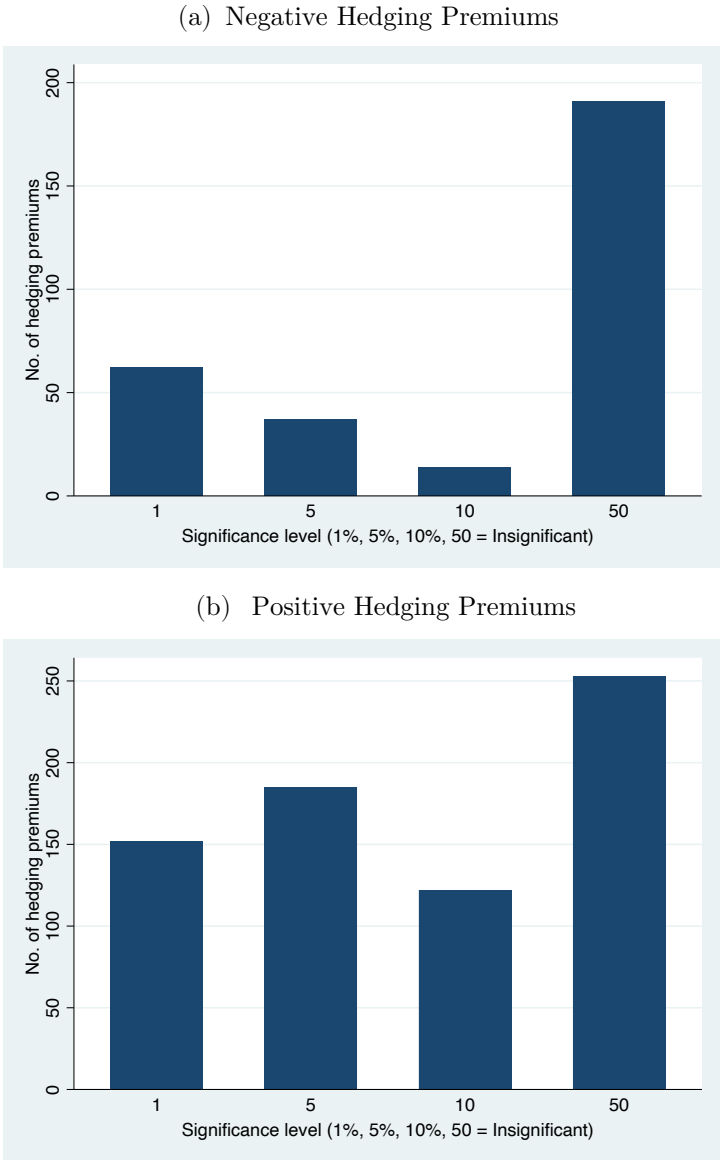 (a) Negative Hedging Premiums
No. of hedging premiums
200
150
100
50
0
1 5 10 50
Significance level (1%, 5%, 10%, 50 = Insignificant)
(b) Positive Hedging Premiums
No. of hedging premiums
250
200
150
100
50
0
1 5 10 50
Significance level (1%, 5%, 10%, 50 = Insignificant)